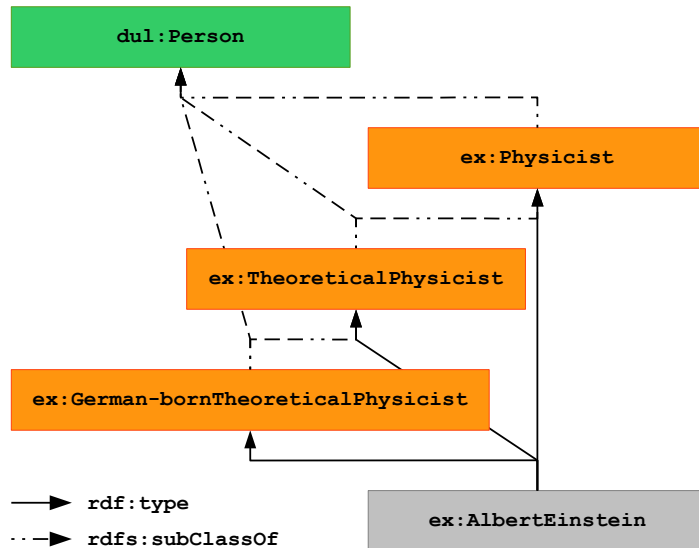 dul:Person
ex:Physicist
ex:TheoreticalPhysicist
ex:German-bornTheoreticalPhysicist
rdf:type
ex:AlbertEinstein
rdfs:subClassOf